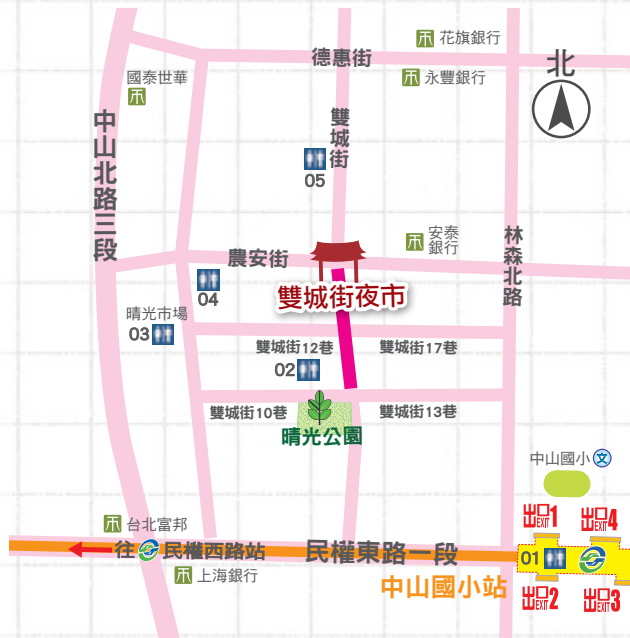 花旗銀行
德惠街
永豐銀行
國泰世華
北
中山北路三段
雙城街
05
林森北路
安泰
銀行
農安街
04
雙城街夜市
晴光市場
03
雙城街12巷
雙城街17巷
02
雙城街10巷
雙城街13巷
晴光公園
中山國小
文
台北富邦
往
民權西路站
民權東路一段
上海銀行
中山國小站
出口1
EXIT
出口4
EXIT
01
出口2
EXIT
出口3
EXIT